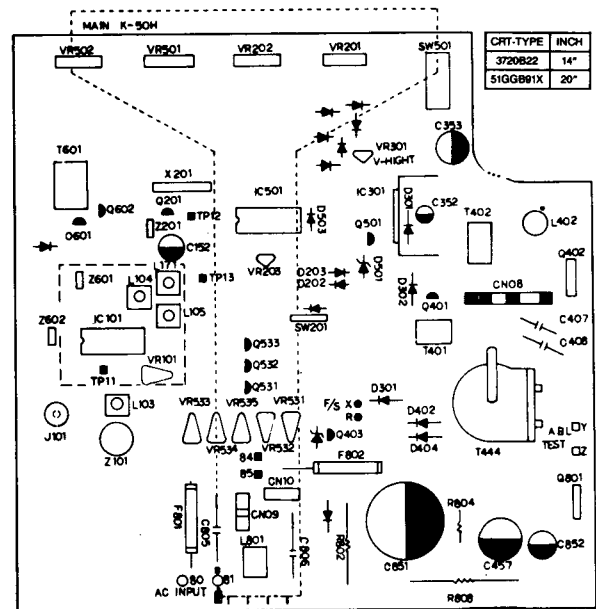 MAIN K-50H
VR502
VR501
VR202
VR201
SW501
CRT-TYPE INCH
3720B22 14"
51GGB91X 20"
C353
VR301
V-HIGHT
T601
X201
Q602
Q201
TP12
IC501
D503
IC301
D301
C352
T402
L402
Q601
Z201
C152
Q501
L171
VR203
D203
D202
D501
Q402
Z601
L104
TP13
D302
CN08
Q401
L105
SW201
C407
Z602
IC101
C408
T401
Q533
VR101
Q532
TP11
Q531
D301
L103
F/S X
R
VR533
VR535
VR531
D402
J101
Q403
A.B.L Y
TEST
VR534
VR532
D404
T444
Z
Z101
84
F802
85
Q801
CN10
R804
F801
CN09
C805
L801
C806
R802
C851
C457
C852
80
81
AC INPUT
R808